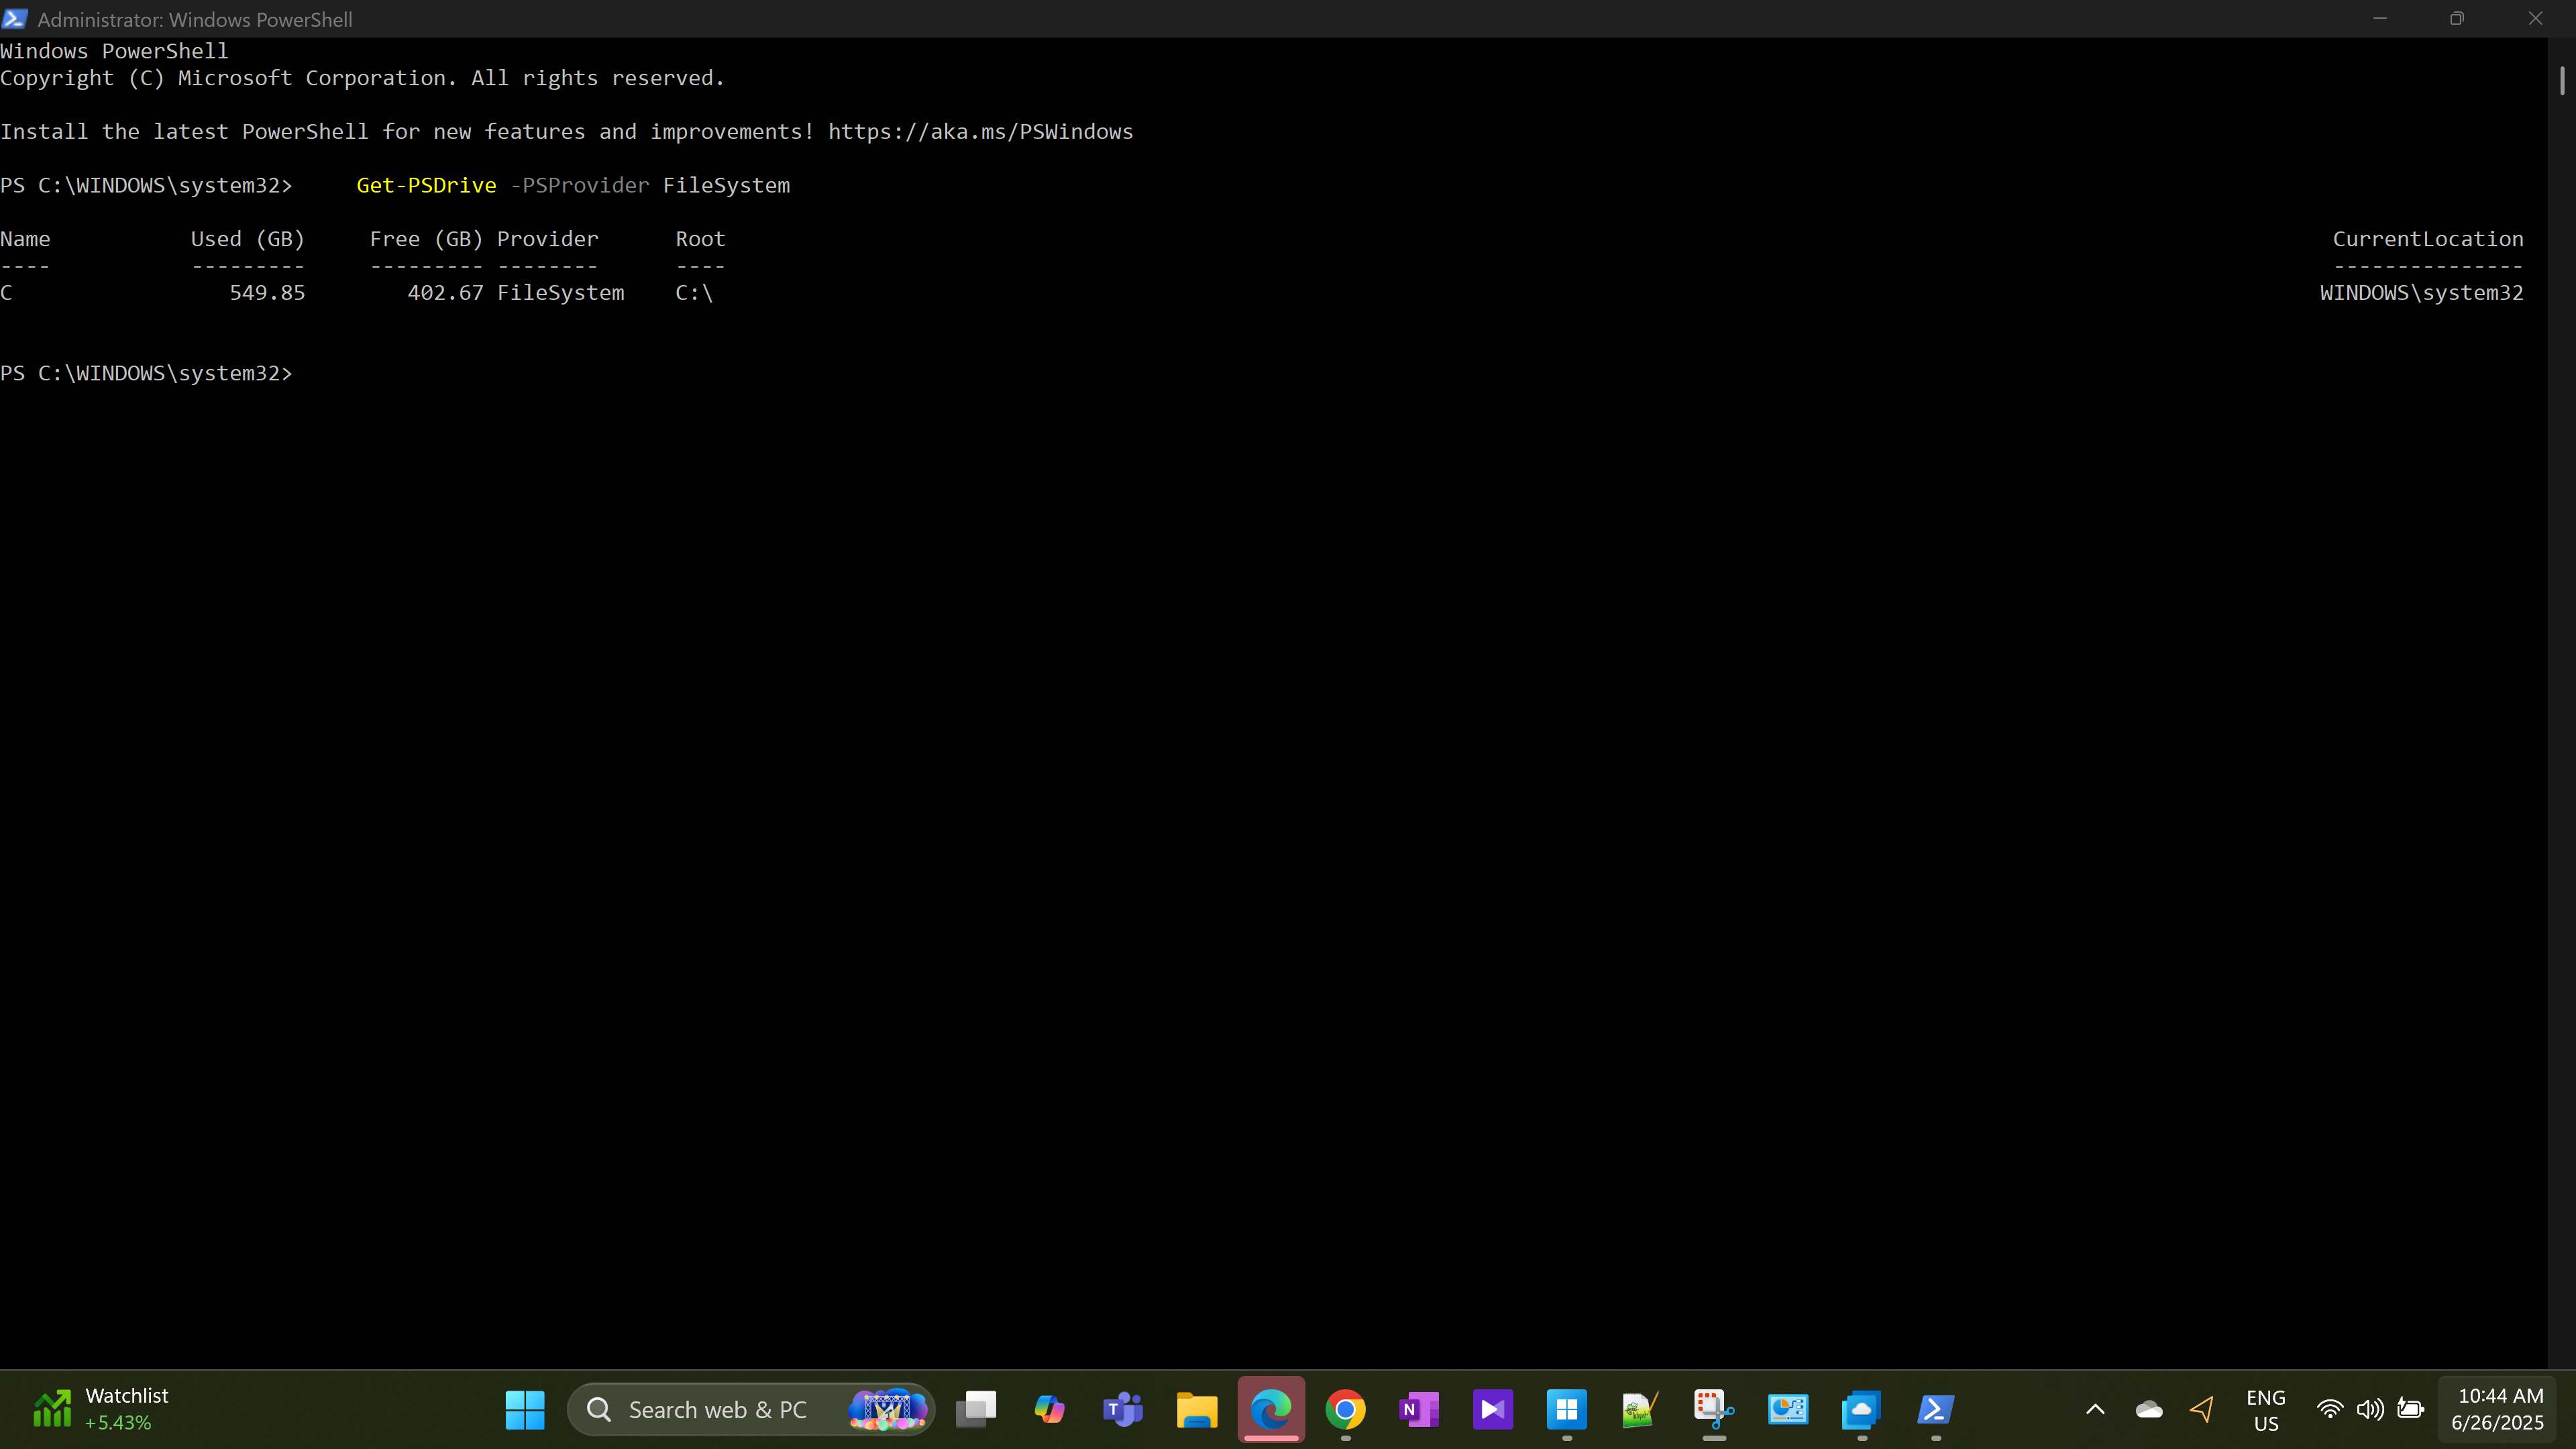 Administrator: Windows PowerShell
Windows PowerShell
Copyright (C) Microsoft Corporation. All rights reserved.
Install the latest PowerShell for new features and improvements! https://aka.ms/PSWindows
PS C:\WINDOWS\system32>     Get-PSDrive -PSProvider FileSystem
Name           Used (GB)     Free (GB) Provider      Root                                               CurrentLocation
----           ---------     --------- --------      ----                                               ---------------
C                 549.85        402.67 FileSystem    C:\                                               WINDOWS\system32
PS C:\WINDOWS\system32>
Watchlist
+5.43%
Search web & PC
ENG
US
10:44 AM
6/26/2025